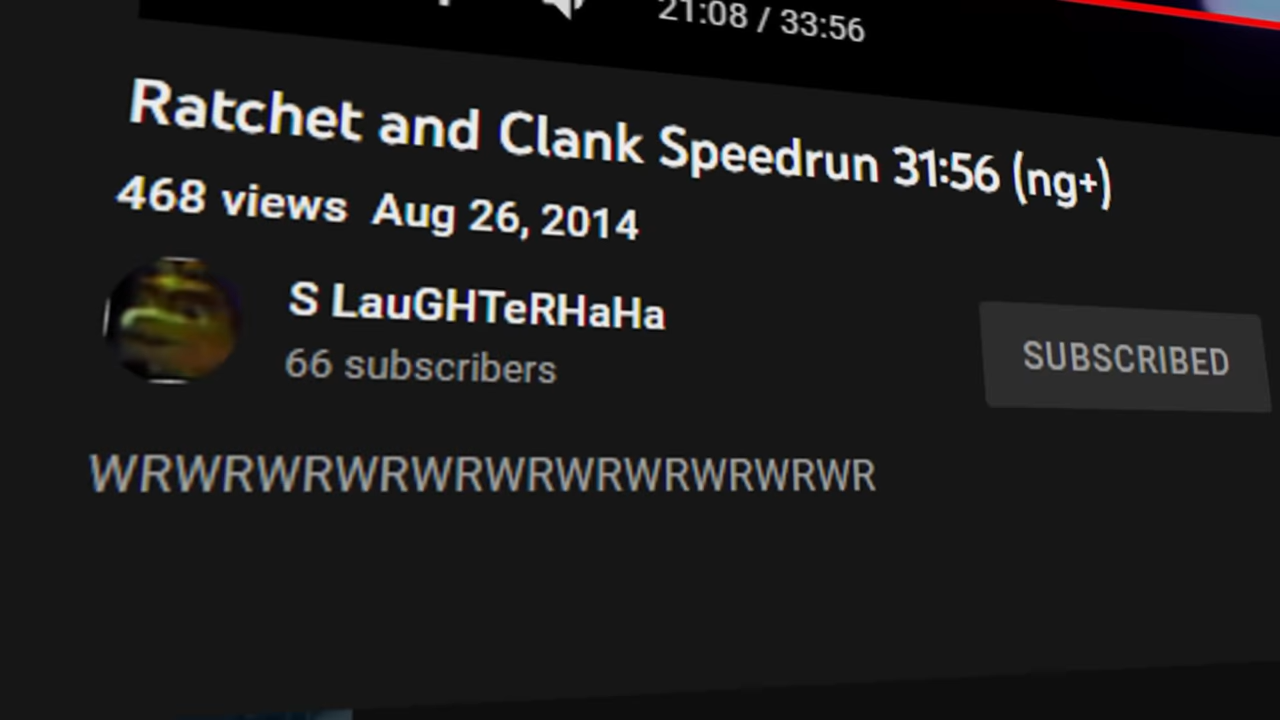 21:08 / 33:56
Ratchet and Clank Speedrun 31:56 (ng+)
468 views Aug 26, 2014
S LauGHTeRHaHa
66 subscribers
SUBSCRIBED
WRWRWRWRWRWRWRWRWRWRWRWR